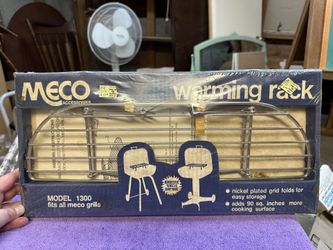 MECO
ACCESSORIES
warming rack
MODEL 1300
fits all meco grills
• nickel plated grid folds for
easy storage
• adds 90 sq. inches more
cooking surface